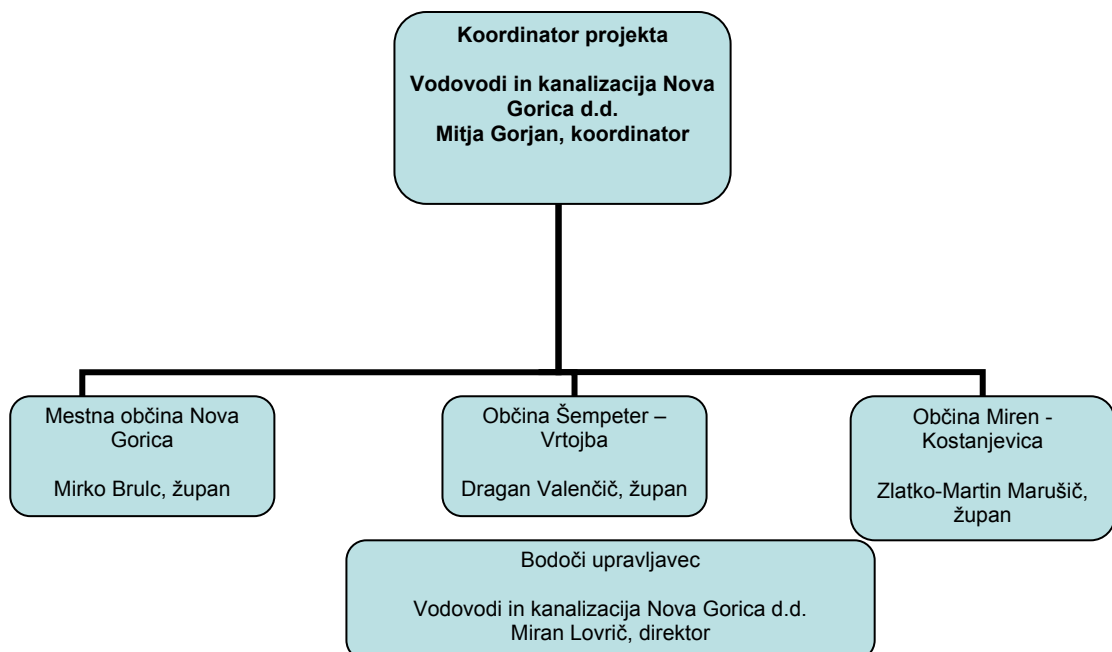 Koordinator projekta
Vodovodi in kanalizacija Nova
Gorica d.d.
Mitja Gorjan, koordinator
Mestna občina Nova
Gorica
Mirko Brulc, župan
Občina Šempeter –
Vrtojba
Dragan Valenčič, župan
Občina Miren -
Kostanjevica
Zlatko-Martin Marušič,
župan
Bodoči upravljavec
Vodovodi in kanalizacija Nova Gorica d.d.
Miran Lovrič, direktor